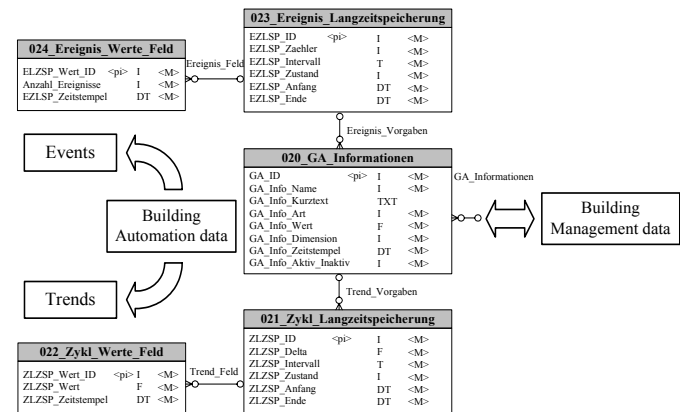 023_Ereignis_Langzeitspeicherung
EZLSP_ID <pi> I <M>
EZLSP_Zaehler I <M>
EZLSP_Intervall T <M>
EZLSP_Zustand I <M>
EZLSP_Anfang DT <M>
EZLSP_Ende DT <M>
024_Ereignis_Werte_Feld
ELZSP_Wert_ID <pi> I <M>
Anzahl_Ereignisse I <M>
EZLSP_Zeitstempel DT <M>
Ereignis_Feld
Ereignis_Vorgaben
Events
Building
Automation data
Trends
020_GA_Informationen
GA_ID <pi> I <M>
GA_Info_Name I <M>
GA_Info_Kurztext TXT
GA_Info_Art I <M>
GA_Info_Wert F <M>
GA_Info_Dimension I <M>
GA_Info_Zeitstempel DT <M>
GA_Info_Aktiv_Inaktiv I <M>
GA_Informationen
Building
Management data
Trend_Vorgaben
021_Zykl_Langzeitspeicherung
ZLZSP_ID <pi> I <M>
ZLZSP_Delta F <M>
ZLZSP_Intervall T <M>
ZLZSP_Zustand I <M>
ZLZSP_Anfang DT <M>
ZLZSP_Ende DT <M>
022_Zykl_Werte_Feld
ZLZSP_Wert_ID <pi> I <M>
ZLZSP_Wert F <M>
ZLZSP_Zeitstempel DT <M>
Trend_Feld